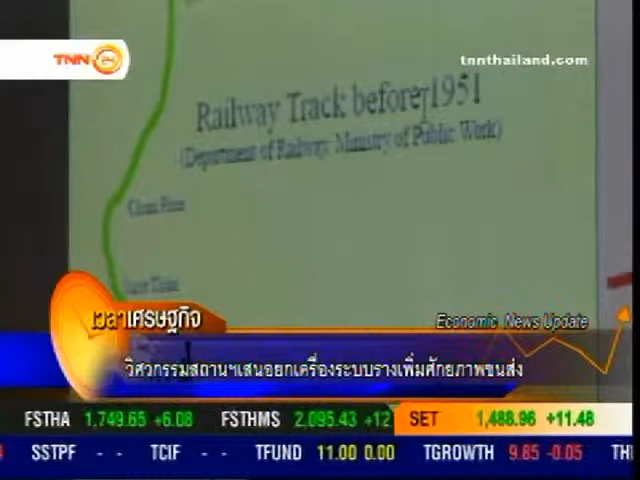 TNN 24
tnnthailand.com
Railway Track before 1951
(Department of Railway Ministry of Public Work)
เวลาเศรษฐกิจ
Economic News Update
วิศวกรรมสถานฯเสนอยกเครื่องระบบรางเพิ่มศักยภาพขนส่ง
FSTHA 1,749.65 +6.08 FSTHMS 2,095.43 +12 SET 1,488.96 +11.48
SSTPF - - TCIF - - TFUND 11.00 0.00 TGROWTH 9.85 -0.05